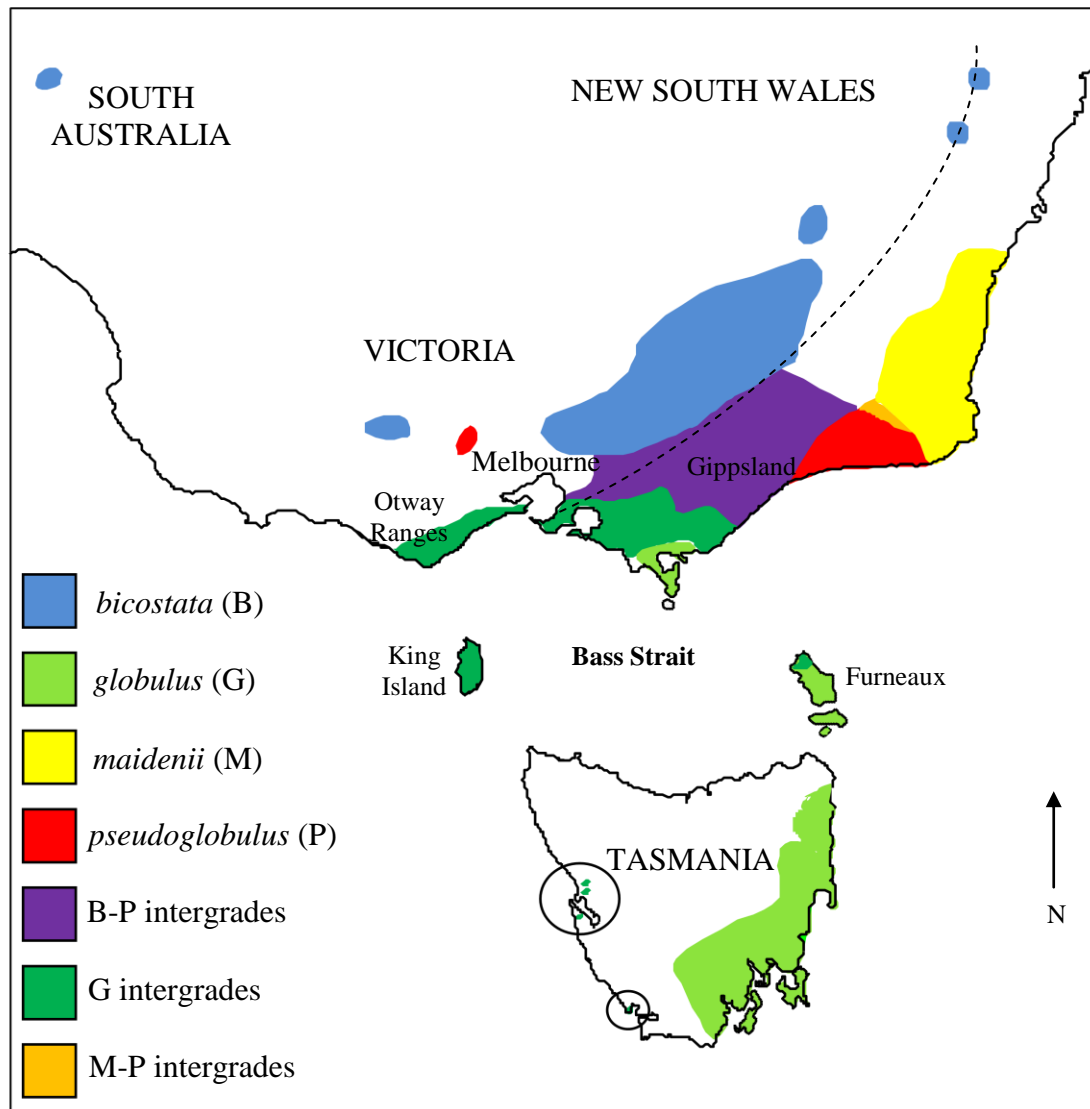 SOUTH
AUSTRALIA
NEW SOUTH WALES
VICTORIA
Melbourne
Gippsland
Otway
Ranges
bicostata (B)
King
Island
Bass Strait
Furneaux
globulus (G)
maidenii (M)
pseudoglobulus (P)
TASMANIA
B-P intergrades
N
G intergrades
M-P intergrades